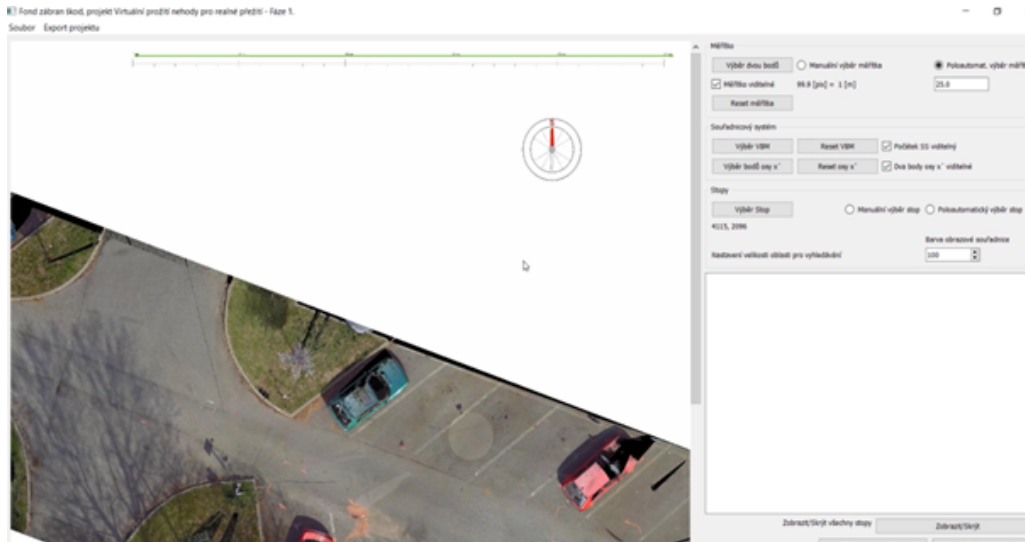 Fond zábran škod, projekt Virtuální prožití nehody pro reálné přežití - Fáze 1.
Soubor Export projektu
Měřítko
Výběr dvou bodů Manuální výběr měřítka Poloautomat. výběr měřít
Měřítko viditelné 99.9 [pix] = 1 [m] 25.0
Reset měřítka
Souřadnicový systém
Výběr VBM Reset VBM Počátek SS viditelný
Výběr bodů osy x´ Reset osy x´ Dva body osy x´ viditelné
Stopy
Výběr Stop Manuální výběr stop Poloautomatický výběr stop
4115, 2096
Barva obrazové souřadnice
Nastavení velikosti oblast pro vyhledávání 100
Zobrazit/Skrýt všechny stopy Zobrazit/Skrýt